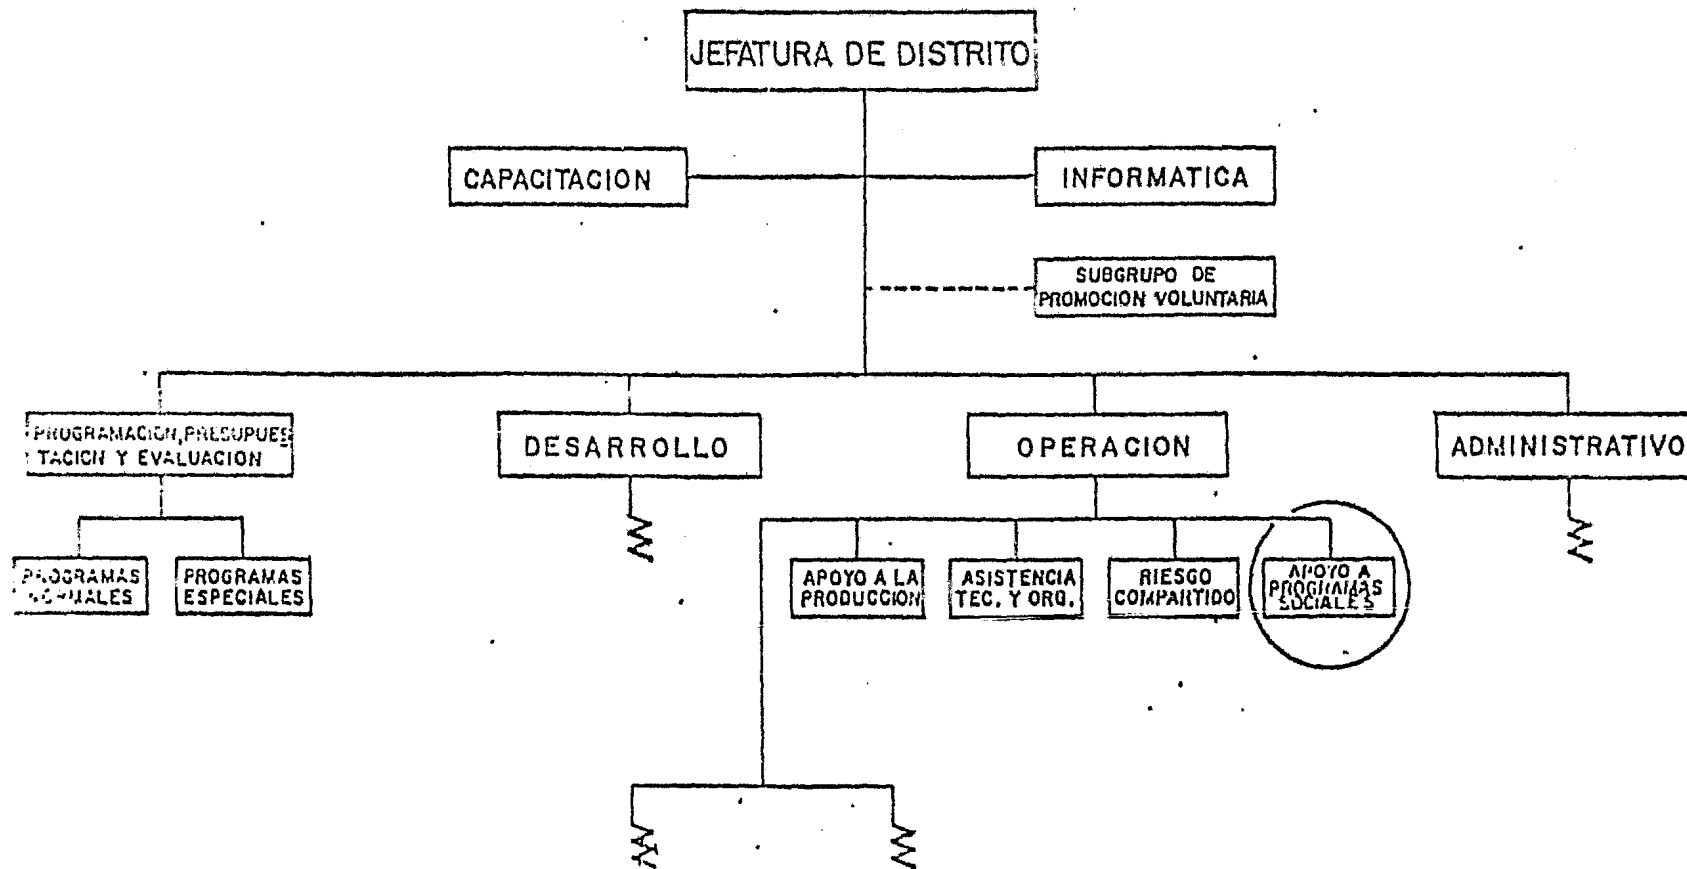 JEFATURA DE DISTRITO
CAPACITACION
INFORMATICA
SUBGRUPO DE
PROMOCION VOLUNTARIA
PROGRAMACION, PRESUPUES
TACION Y EVALUACION
DESARROLLO
OPERACION
ADMINISTRATIVO
PROGRAMAS
NORMALES
PROGRAMAS
ESPECIALES
APOYO A LA
PRODUCCION
ASISTENCIA
TEC. Y ORG.
RIESGO
COMPARTIDO
APOYO A
PROGRAMAS
SOCIALES